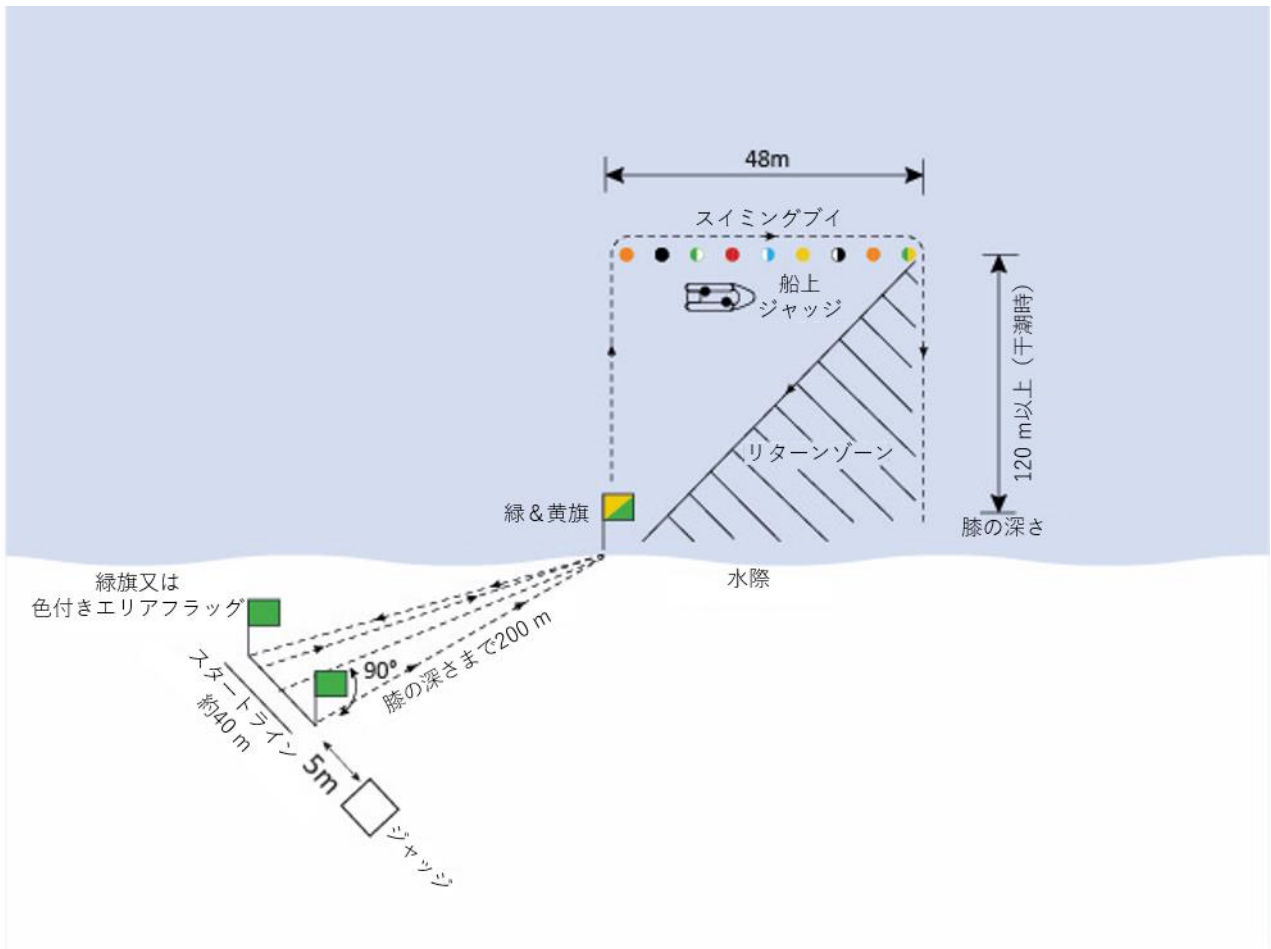 48m
スイミングブイ
船上
ジャッジ
120 m以上（干潮時）
リターンゾーン
緑＆黄旗
膝の深さ
水際
緑旗又は
色付きエリアフラッグ
90°
膝の深さまで200 m
スタートライン
約40 m
5m
ジャッジ